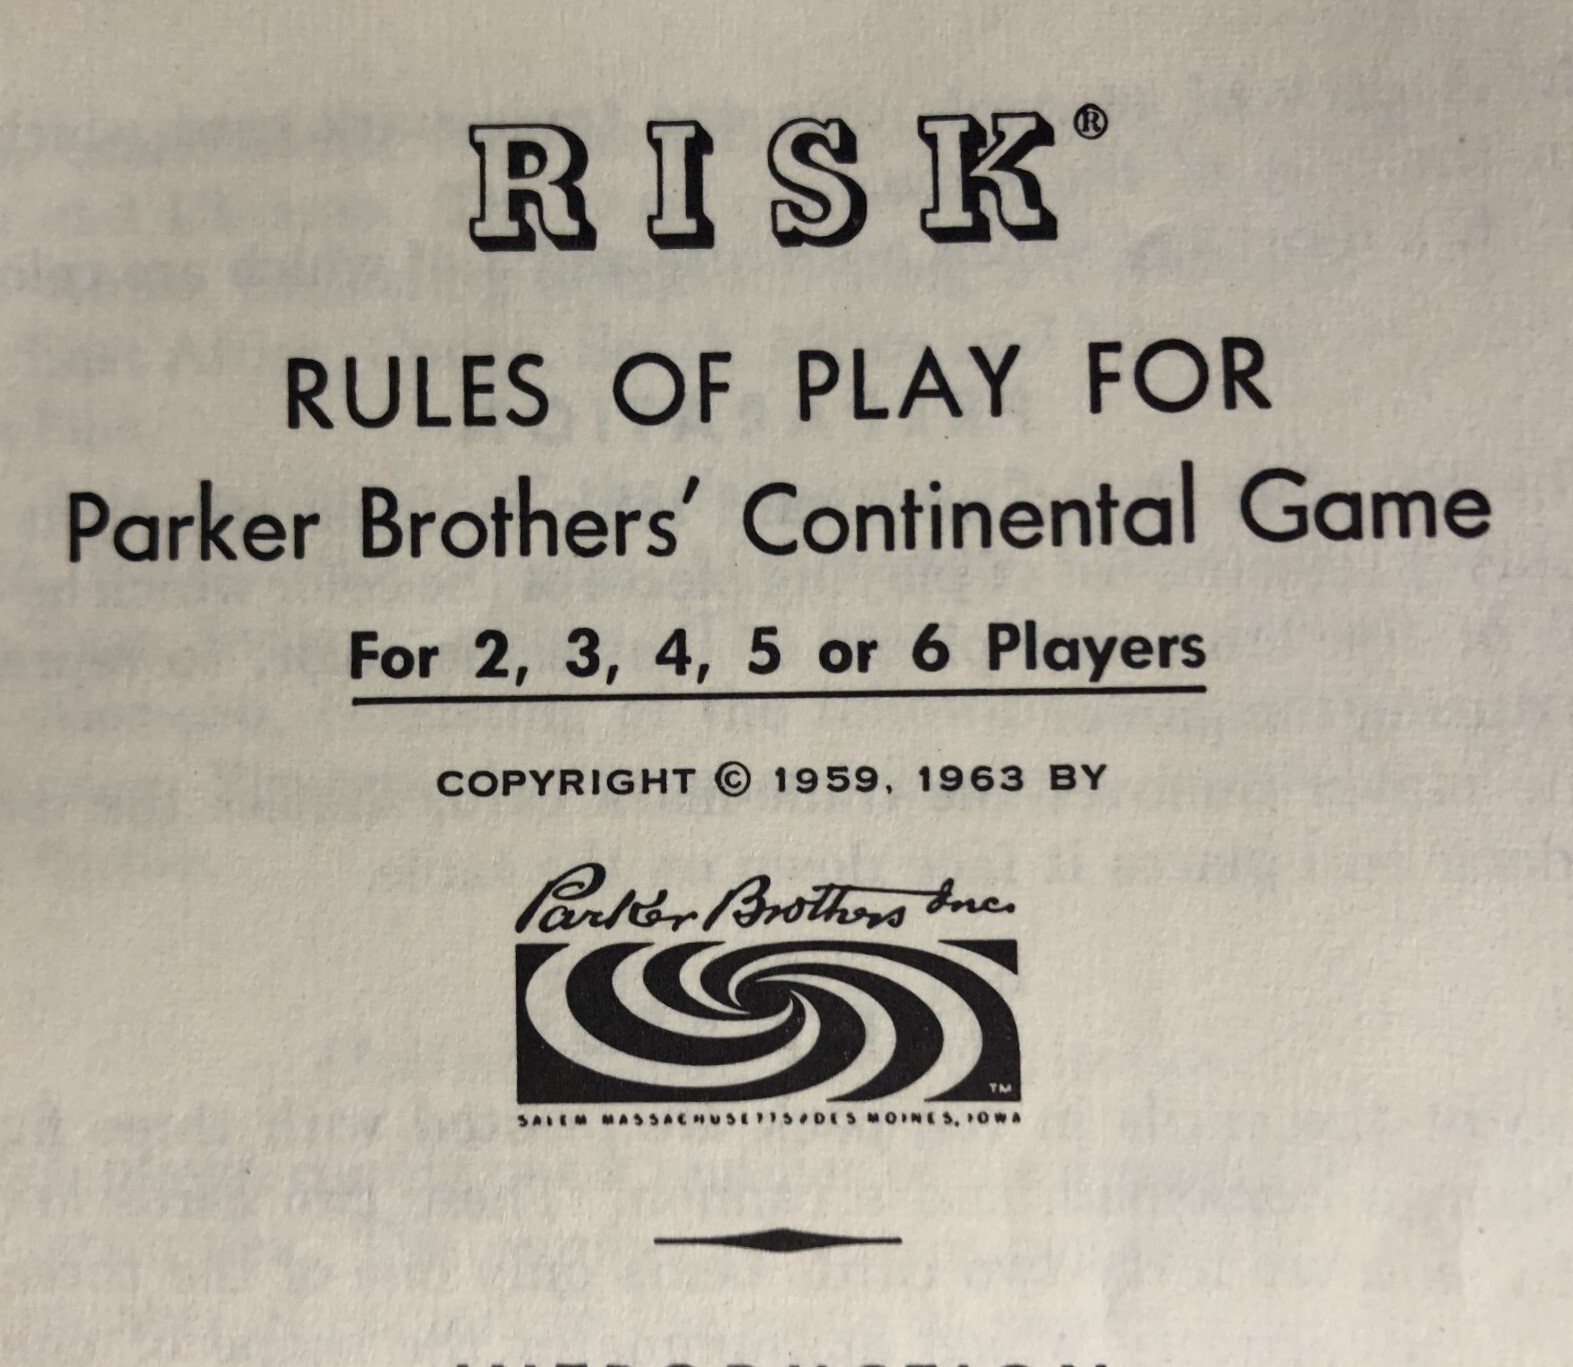 RISK®
RULES OF PLAY FOR
Parker Brothers' Continental Game
For 2, 3, 4, 5 or 6 Players
COPYRIGHT © 1959, 1963 BY
Parker Brothers Inc.
TM
SALEM MASSACHUSETTS/DES MOINES, IOWA
INTRODUCTION